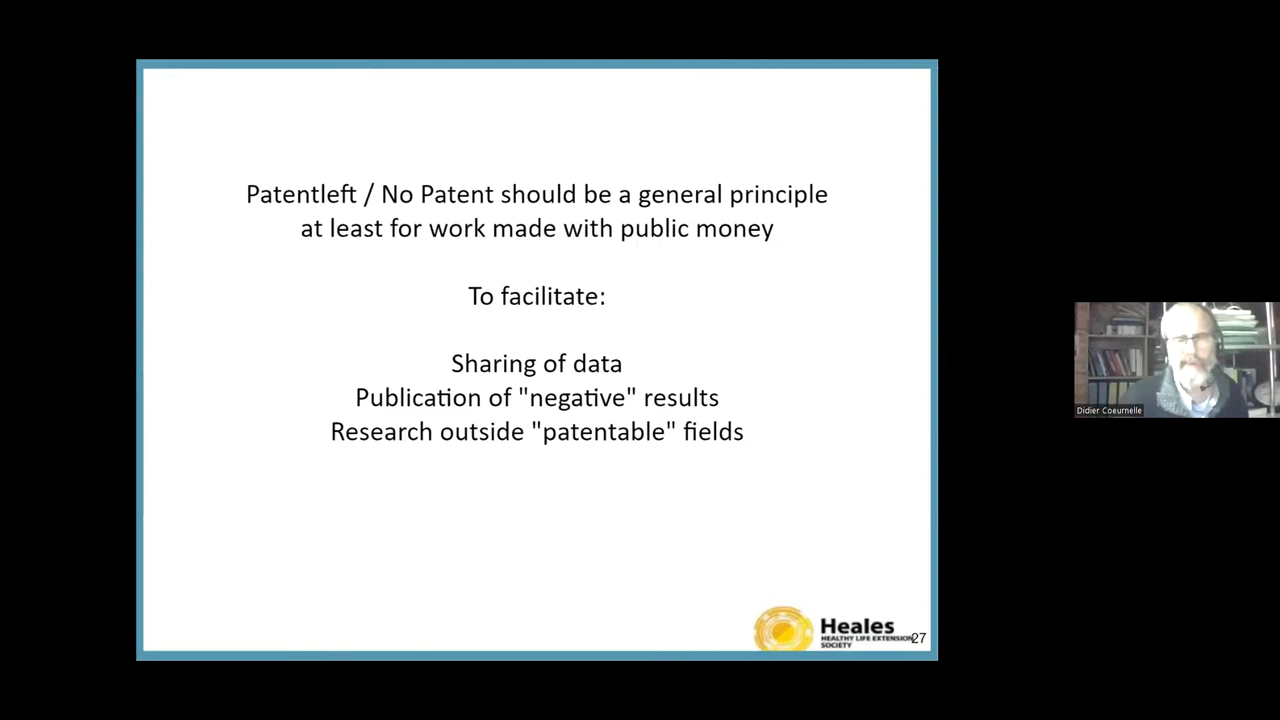 Patentleft / No Patent should be a general principle
at least for work made with public money
To facilitate:
Sharing of data
Publication of "negative" results
Research outside "patentable" fields
Heales
HEALTHY LIFE EXTENSION
SOCIETY
27
Didier Coeurnelle